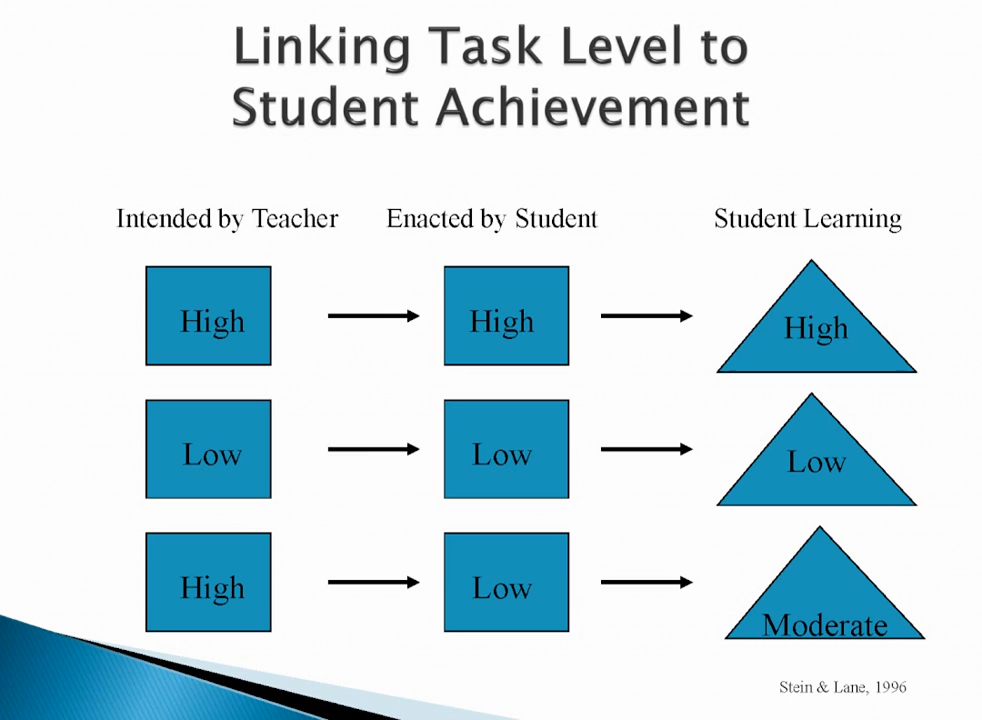 Linking Task Level to
Student Achievement
Intended by Teacher Enacted by Student Student Learning
High High High
Low Low Low
High Low Moderate
Stein & Lane, 1996